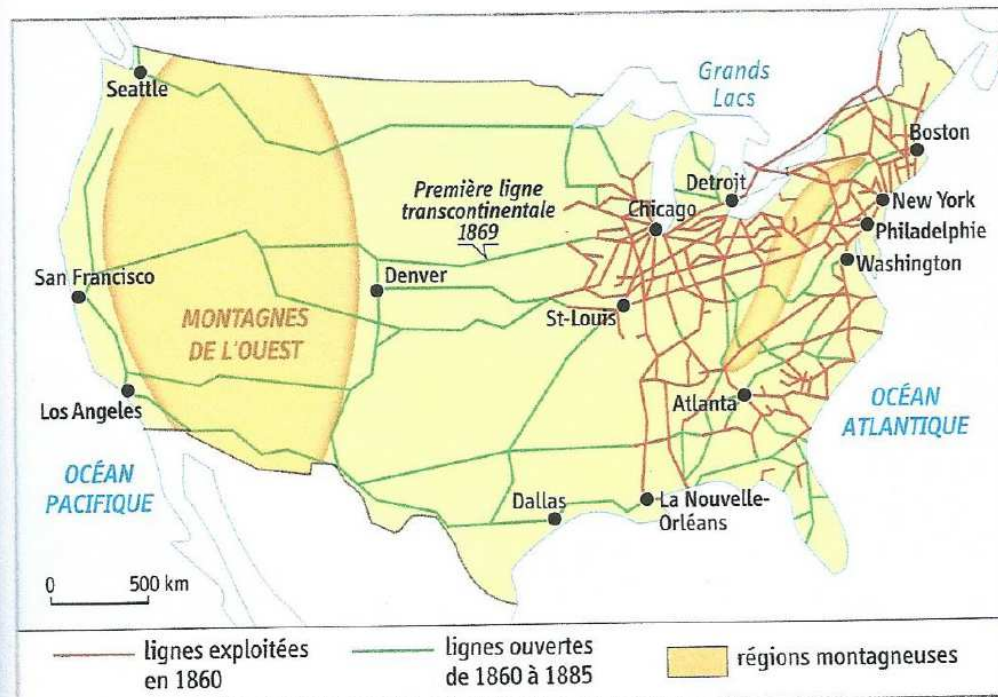 Grands
Lacs
Seattle
Boston
Première ligne
transcontinentale
1869
Detroit
Chicago
New York
Philadelphie
Washington
San Francisco
Denver
St-Louis
MONTAGNES
DE L'OUEST
Los Angeles
Atlanta
OCÉAN
ATLANTIQUE
OCÉAN
PACIFIQUE
Dallas
La Nouvelle-
Orléans
0 500 km
lignes exploitées
en 1860
lignes ouvertes
de 1860 à 1885
régions montagneuses